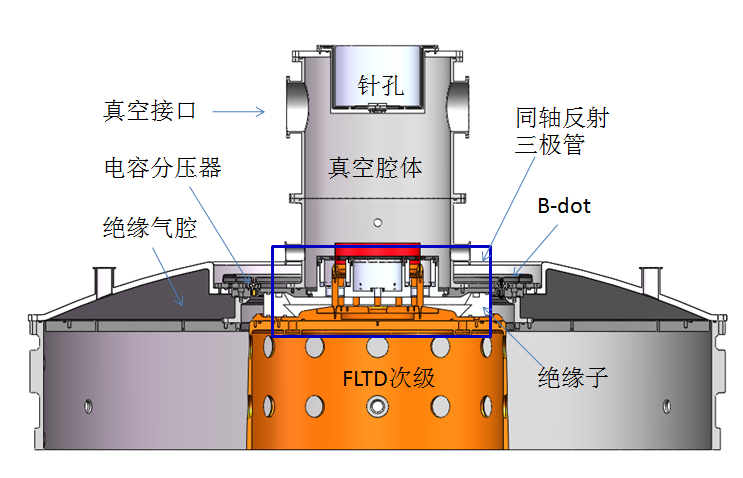 针孔
真空接口
同轴反射
三极管
电容分压器
真空腔体
B-dot
绝缘气腔
FLTD次级
绝缘子